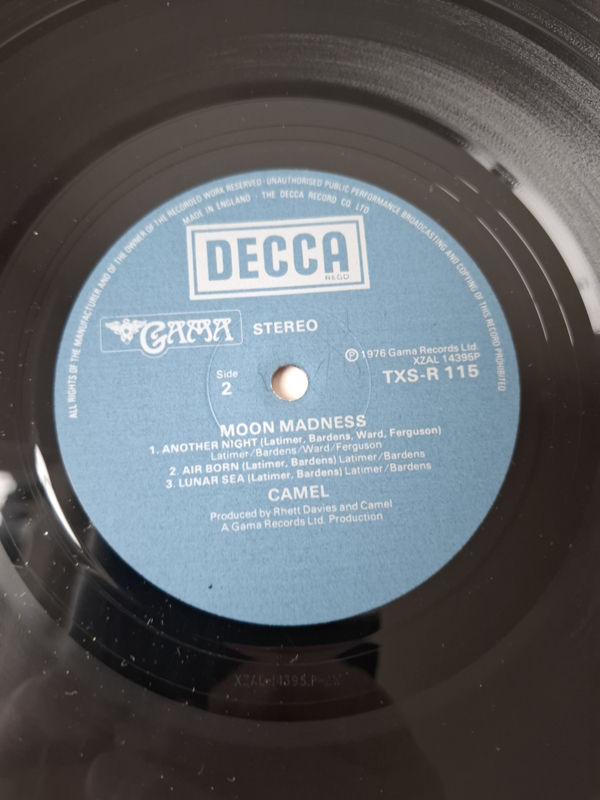 ALL RIGHTS OF THE MANUFACTURER AND OF THE OWNER OF THE RECORDED WORK RESERVED · UNAUTHORISED PUBLIC PERFORMANCE BROADCASTING AND COPYING OF THIS RECORD PROHIBITED
MADE IN ENGLAND · THE DECCA RECORD CO LTD
DECCA
REGD
GAMA
STEREO
Ⓟ1976 Gama Records Ltd.
XZAL 14395P
TXS-R 115
Side
2
MOON MADNESS
1. ANOTHER NIGHT (Latimer, Bardens, Ward, Ferguson)
Latimer/Bardens/Ward/Ferguson
2. AIR BORN (Latimer, Bardens) Latimer/Bardens
3. LUNAR SEA (Latimer, Bardens) Latimer/Bardens
CAMEL
Produced by Rhett Davies and Camel
A Gama Records Ltd. Production